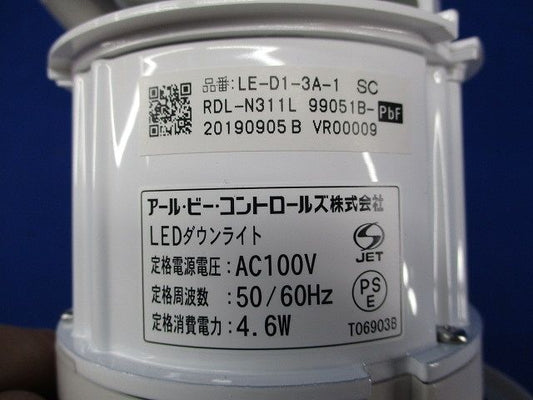 品番:LE-D1-3A-1 SC
RDL-N311L 99051B-
PbF
20190905B VR00009
アール・ビー・コントロールズ株式会社
LEDダウンライト
定格電源電圧:AC100V
定格周波数:50/60Hz
定格消費電力:4.6W
S
JET
PS
E
T06903B